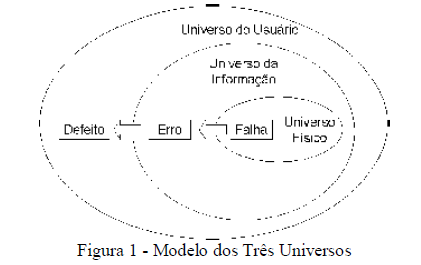 Universo do Usuário
Universo da
Informação
Defeito
Erro
Falha
Universo
Físico
Figura 1 - Modelo dos Três Universos